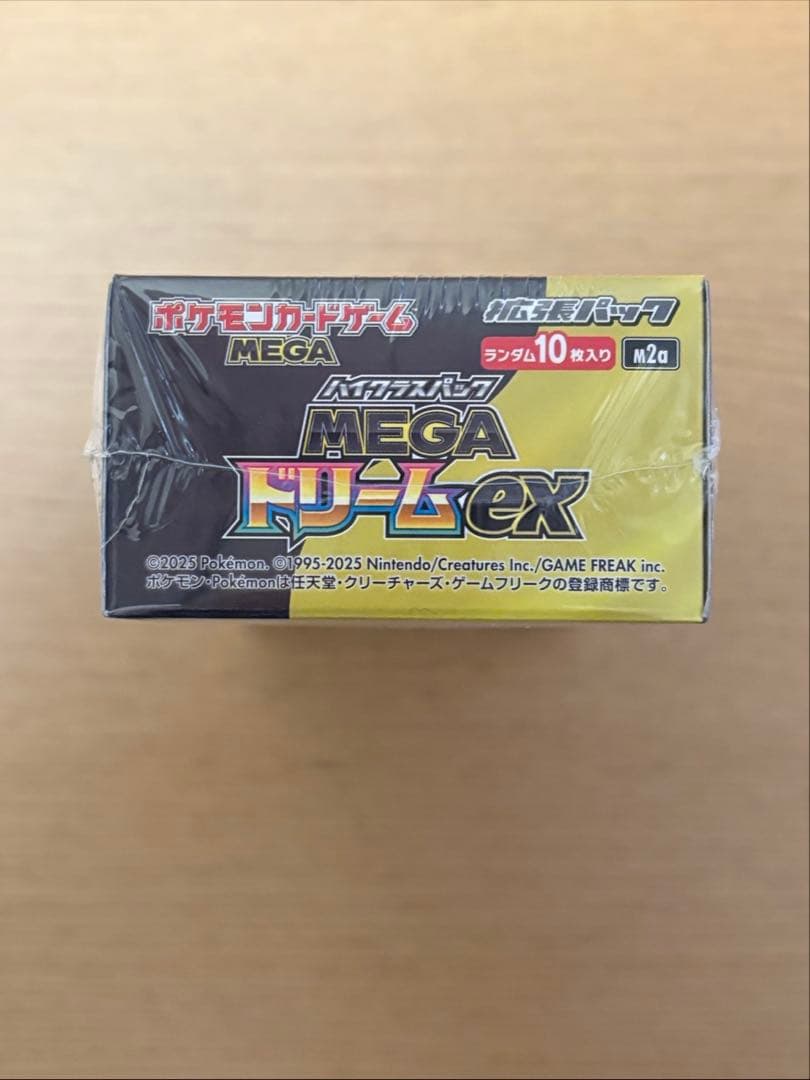 ポケモンカードゲーム
MEGA
拡張パック
ランダム10枚入り
M2a
ハイクラスパック
MEGA
ドリームex
©2025 Pokémon. ©1995-2025 Nintendo/Creatures Inc./GAME FREAK inc.
ポケモン・Pokémonは任天堂・クリーチャーズ・ゲームフリークの登録商標です。